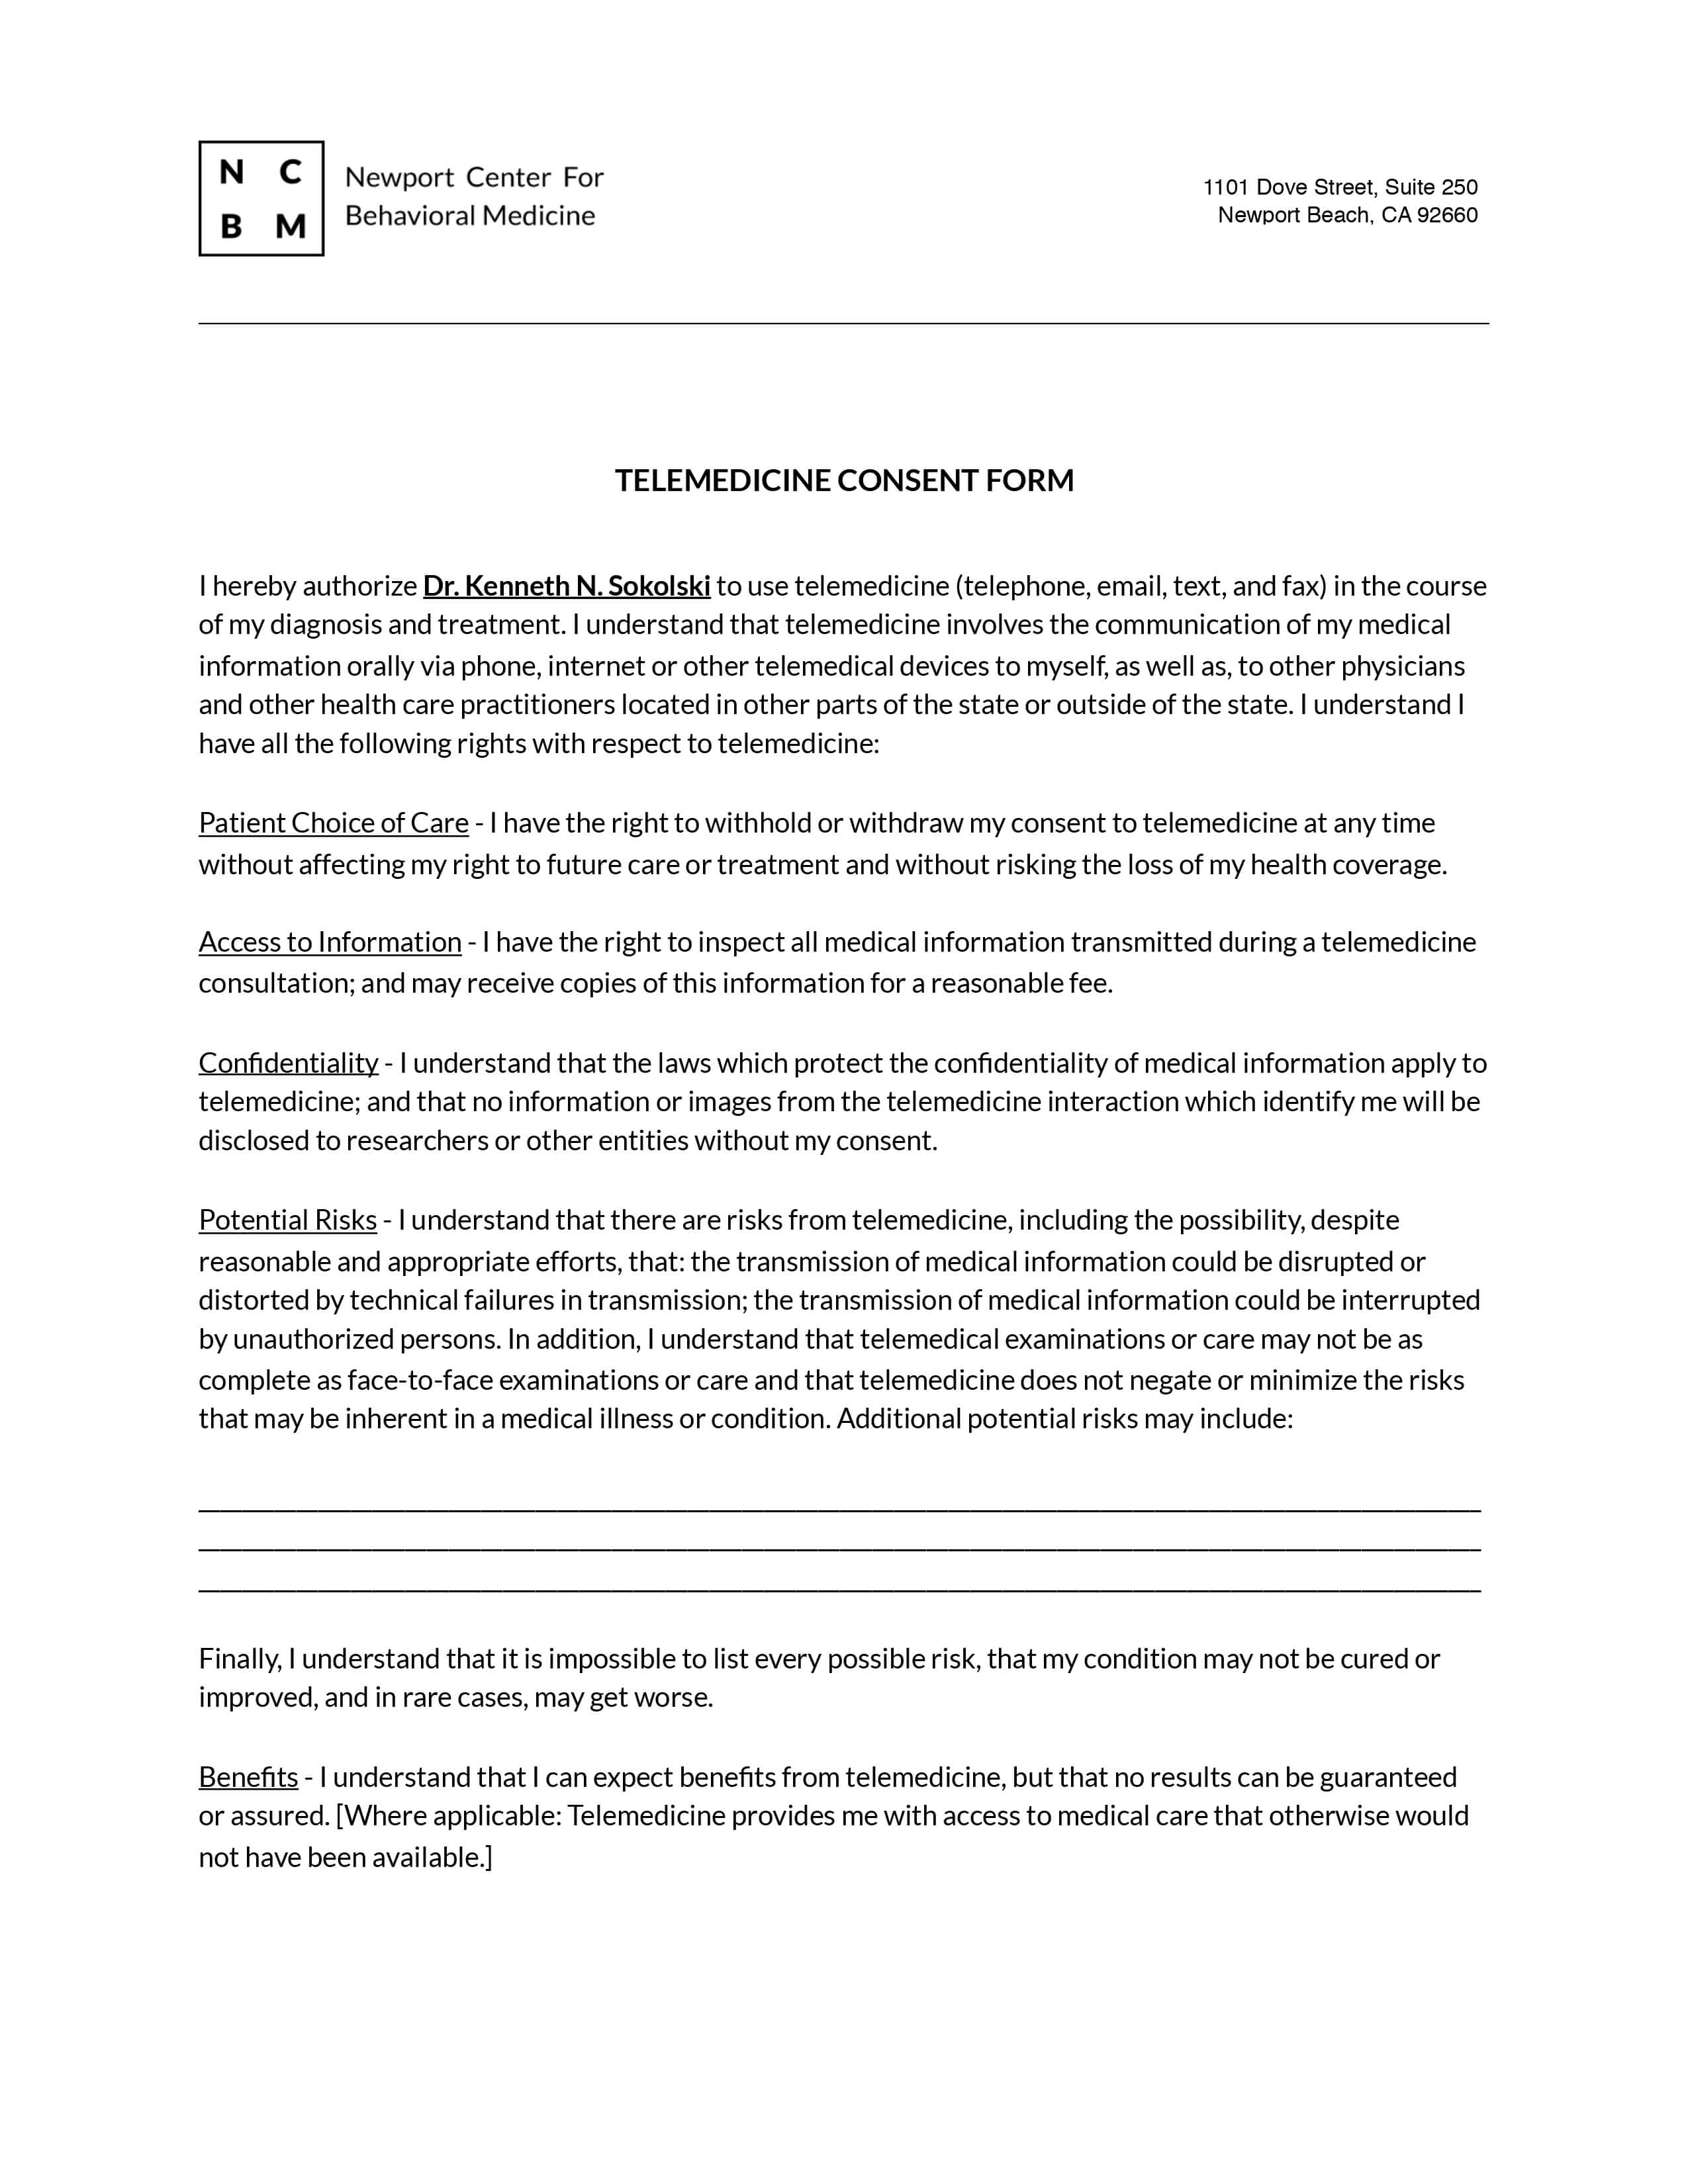 N C
B M
Newport Center For
Behavioral Medicine
1101 Dove Street, Suite 250
Newport Beach, CA 92660
TELEMEDICINE CONSENT FORM
I hereby authorize Dr. Kenneth N. Sokolski to use telemedicine (telephone, email, text, and fax) in the course
of my diagnosis and treatment. I understand that telemedicine involves the communication of my medical
information orally via phone, internet or other telemedical devices to myself, as well as, to other physicians
and other health care practitioners located in other parts of the state or outside of the state. I understand I
have all the following rights with respect to telemedicine:
Patient Choice of Care - I have the right to withhold or withdraw my consent to telemedicine at any time
without affecting my right to future care or treatment and without risking the loss of my health coverage.
Access to Information - I have the right to inspect all medical information transmitted during a telemedicine
consultation; and may receive copies of this information for a reasonable fee.
Confidentiality - I understand that the laws which protect the confidentiality of medical information apply to
telemedicine; and that no information or images from the telemedicine interaction which identify me will be
disclosed to researchers or other entities without my consent.
Potential Risks - I understand that there are risks from telemedicine, including the possibility, despite
reasonable and appropriate efforts, that: the transmission of medical information could be disrupted or
distorted by technical failures in transmission; the transmission of medical information could be interrupted
by unauthorized persons. In addition, I understand that telemedical examinations or care may not be as
complete as face-to-face examinations or care and that telemedicine does not negate or minimize the risks
that may be inherent in a medical illness or condition. Additional potential risks may include:
Finally, I understand that it is impossible to list every possible risk, that my condition may not be cured or
improved, and in rare cases, may get worse.
Benefits - I understand that I can expect benefits from telemedicine, but that no results can be guaranteed
or assured. [Where applicable: Telemedicine provides me with access to medical care that otherwise would
not have been available.]